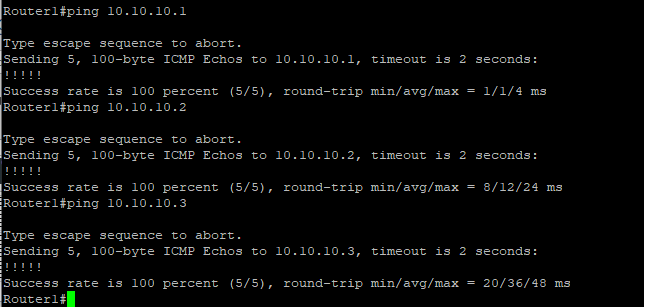 Router1#ping 10.10.10.1
Type escape sequence to abort.
Sending 5, 100-byte ICMP Echos to 10.10.10.1, timeout is 2 seconds:
!!!!!
Success rate is 100 percent (5/5), round-trip min/avg/max = 1/1/4 ms
Router1#ping 10.10.10.2
Type escape sequence to abort.
Sending 5, 100-byte ICMP Echos to 10.10.10.2, timeout is 2 seconds:
!!!!!
Success rate is 100 percent (5/5), round-trip min/avg/max = 8/12/24 ms
Router1#ping 10.10.10.3
Type escape sequence to abort.
Sending 5, 100-byte ICMP Echos to 10.10.10.3, timeout is 2 seconds:
!!!!!
Success rate is 100 percent (5/5), round-trip min/avg/max = 20/36/48 ms
Router1#